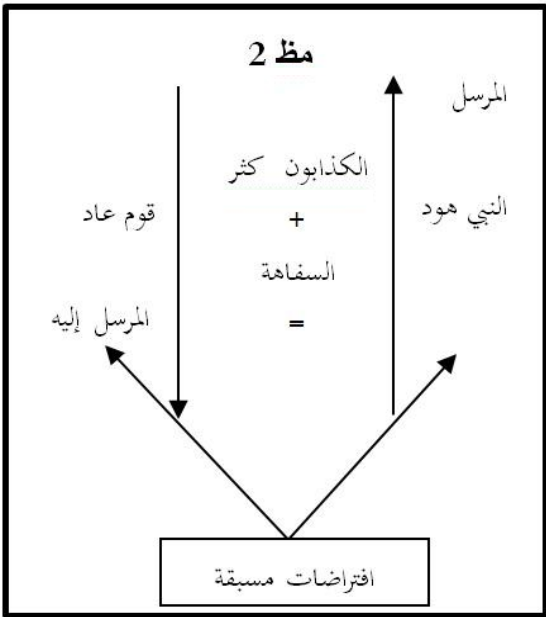 مظ 2
المرسل
الكذابون كثر
النبي هود
+
قوم عاد
السفاهة
المرسل إليه
=
افتراضات مسبقة